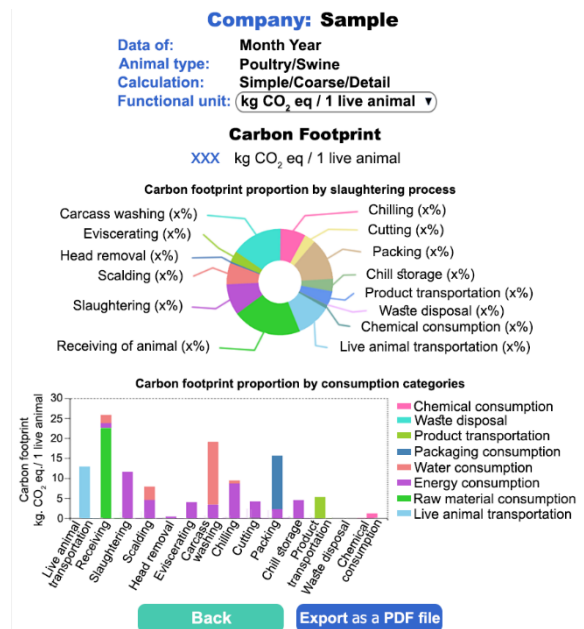 Company: Sample
Data of: Month Year
Animal type: Poultry/Swine
Calculation: Simple/Coarse/Detail
Functional unit: kg CO2 eq / 1 live animal ▼
Carbon Footprint
XXX kg CO2 eq / 1 live animal
Carbon footprint proportion by slaughtering process
Carcass washing (x%)
Eviscerating (x%)
Head removal (x%)
Scalding (x%)
Slaughtering (x%)
Receiving of animal (x%)
Chilling (x%)
Cutting (x%)
Packing (x%)
Chill storage (x%)
Product transportation (x%)
Waste disposal (x%)
Chemical consumption (x%)
Live animal transportation (x%)
Carbon footprint proportion by consumption categories
Carbon footprint
kg. CO2 eq./ 1 live animal
30
25
20
15
10
5
0
Live animal
transportation
Receiving
Slaughtering
Scalding
Head removal
Eviscerating
Carcass
washing
Chilling
Cutting
Packing
Chill storage
Product
transportation
Waste disposal
Chemical
consumption
Chemical consumption
Waste disposal
Product transportation
Packaging consumption
Water consumption
Energy consumption
Raw material consumption
Live animal transportation
Back
Export as a PDF file